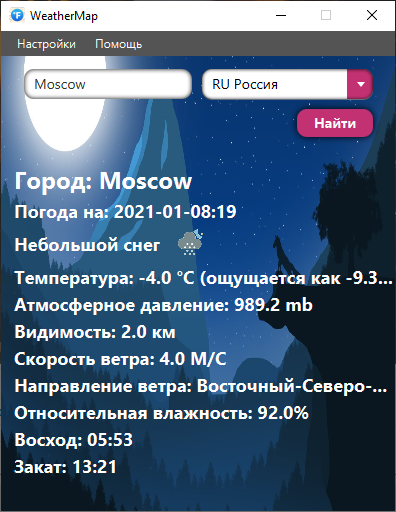 WeatherMap
Настройки Помощь
Moscow RU Россия
Найти
Город: Moscow
Погода на: 2021-01-08:19
Небольшой снег
Температура: -4.0 °C (ощущается как -9.3...
Атмосферное давление: 989.2 mb
Видимость: 2.0 км
Скорость ветра: 4.0 М/С
Направление ветра: Восточный-Северо-...
Относительная влажность: 92.0%
Восход: 05:53
Закат: 13:21